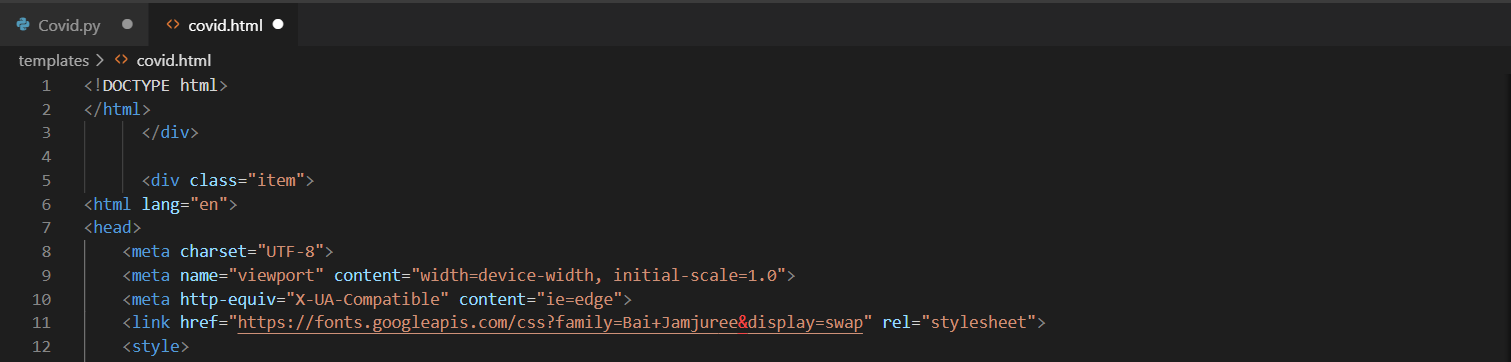 Covid.py covid.html
templates > <> covid.html
1 <!DOCTYPE html>
2 </html>
3 </div>
4
5 <div class="item">
6 <html lang="en">
7 <head>
8 <meta charset="UTF-8">
9 <meta name="viewport" content="width=device-width, initial-scale=1.0">
10 <meta http-equiv="X-UA-Compatible" content="ie=edge">
11 <link href="https://fonts.googleapis.com/css?family=Bai+Jamjuree&display=swap" rel="stylesheet">
12 <style>